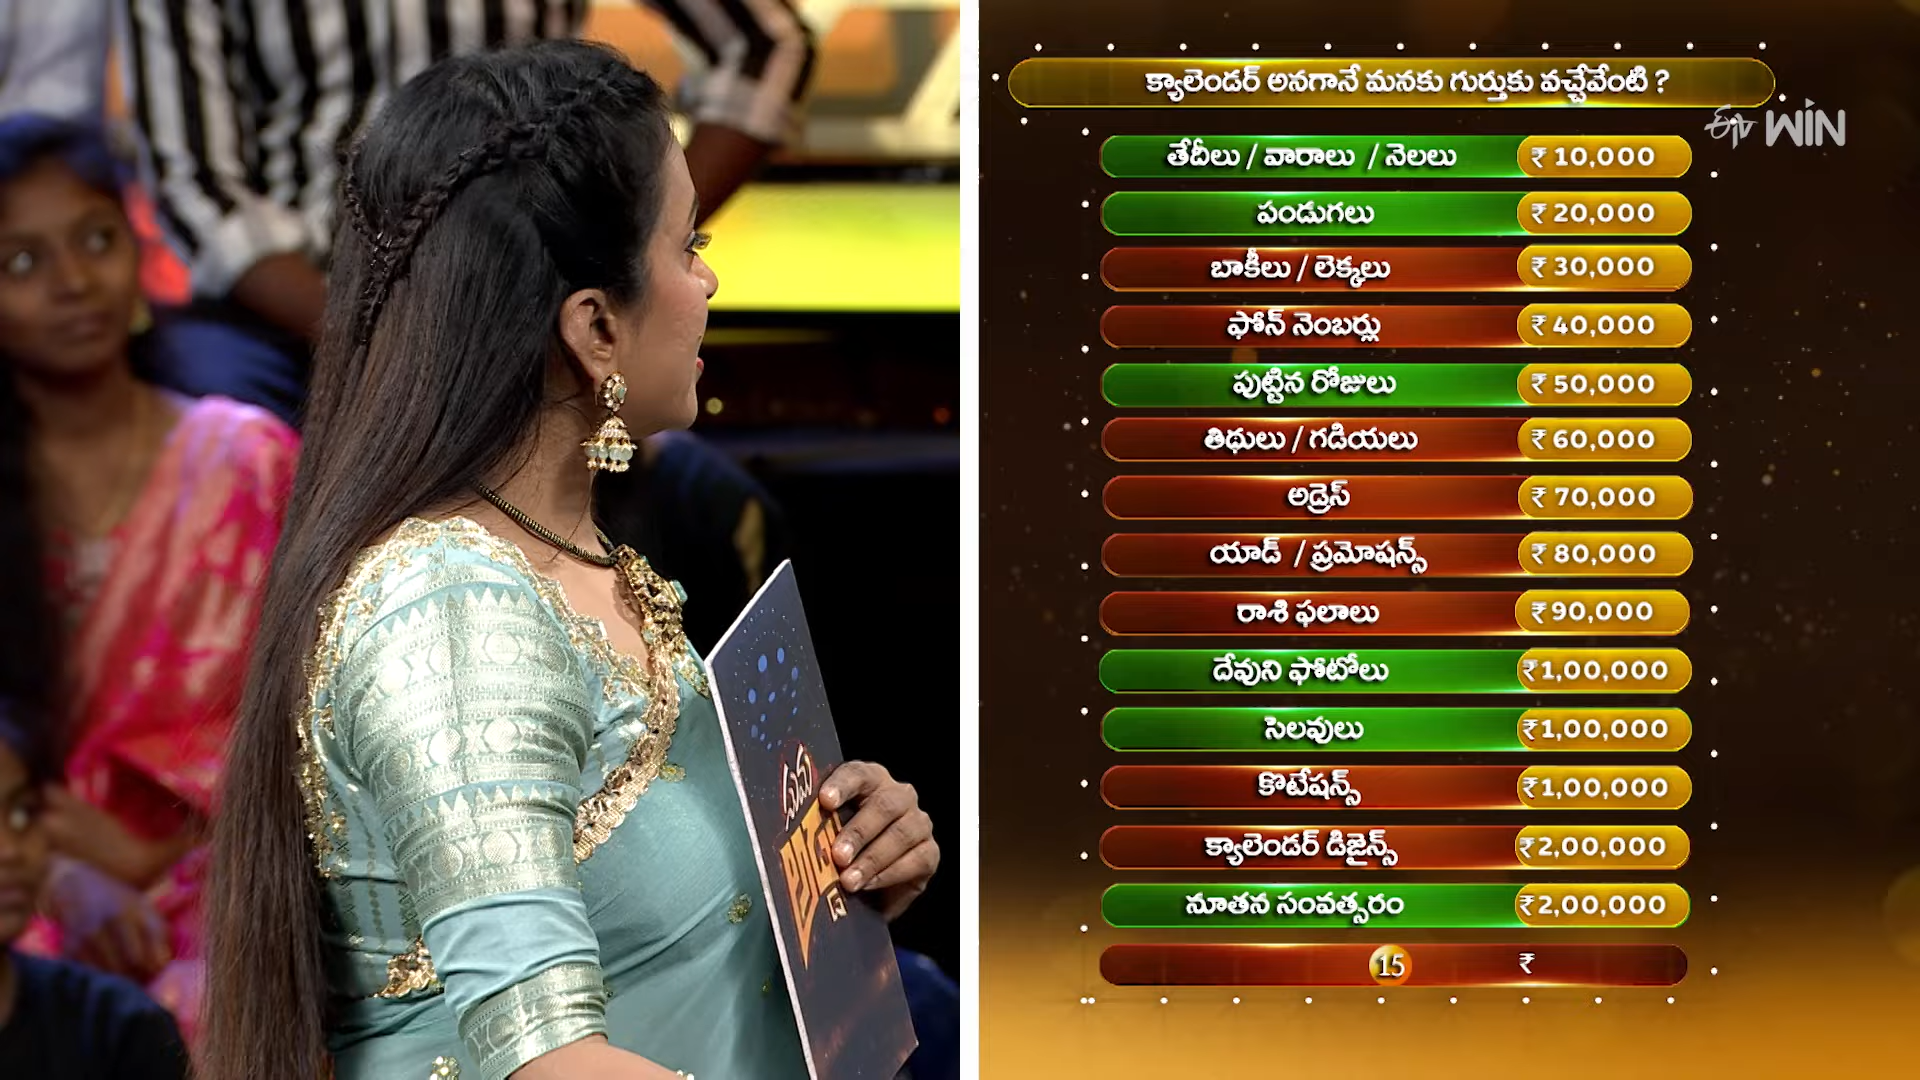 క్యాలెండర్ అనగానే మనకు గుర్తుకు వచ్చేవేంటి ?
ఈటీవీ WIN
తేదీలు / వారాలు / నెలలు ₹ 10,000
పండుగలు ₹ 20,000
బాకీలు / లెక్కలు ₹ 30,000
ఫోన్ నెంబర్లు ₹ 40,000
పుట్టిన రోజులు ₹ 50,000
తిథులు / గడియలు ₹ 60,000
అడ్రెస్ ₹ 70,000
యాడ్ / ప్రమోషన్స్ ₹ 80,000
రాశి ఫలాలు ₹ 90,000
దేవుని ఫోటోలు ₹1,00,000
సెలవులు ₹1,00,000
కొటేషన్స్ ₹1,00,000
క్యాలెండర్ డిజైన్స్ ₹2,00,000
నూతన సంవత్సరం ₹2,00,000
15 ₹
సుమ
అడ్డా